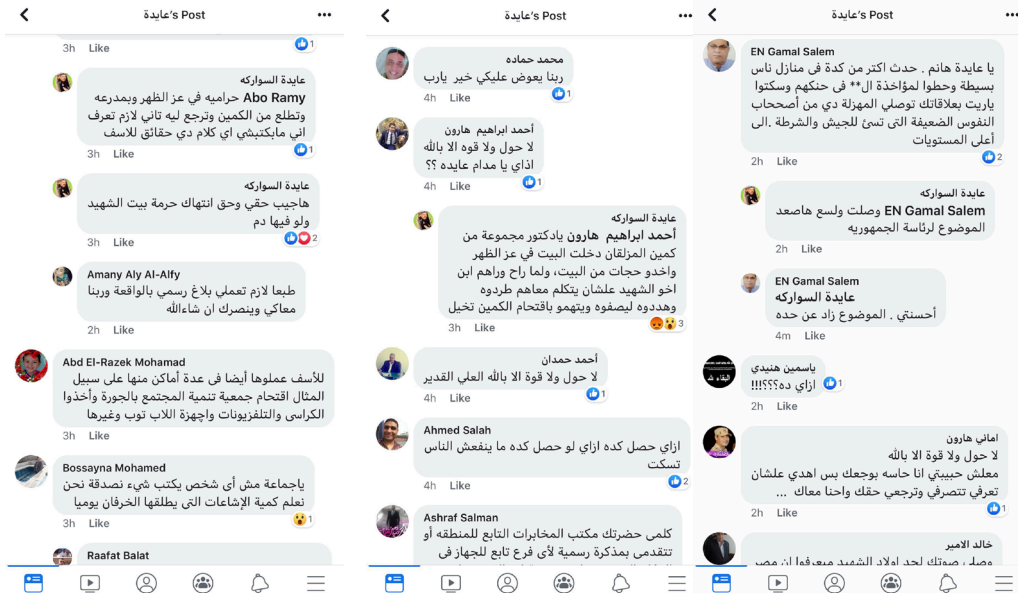 عايدة's Post
3h Like 1
عايدة السواركه
Abo Ramy حراميه في عز الظهر وبمدرعه
وتطلع من الكمين وترجع ليه تاني لازم تعرف
اني مابكتبشي اي كلام دي حقائق للاسف
3h Like 1
عايدة السواركه
هاجيب حقي وحق انتهاك حرمة بيت الشهيد
ولو فيها دم
3h Like 2
Amany Aly Al-Alfy
طبعا لازم تعملي بلاغ رسمي بالواقعة وربنا
معاكي وينصرك ان شاءالله
2h Like
Abd El-Razek Mohamad
للأسف عملوها أيضا فى عدة أماكن منها على سبيل
المثال اقتحام جمعية تنمية المجتمع بالجورة وأخذوا
الكراسى والتلفزيونات واجهزة اللاب توب وغيرها
3h Like
Bossayna Mohamed
ياجماعة مش أى شخص يكتب شيء نصدقة نحن
نعلم كمية الإشاعات التى يطلقها الخرفان يوميا
3h Like 1
Raafat Balat
عايدة's Post
محمد حماده
ربنا يعوض عليكي خير يارب
4h Like 1
أحمد ابراهيم هارون
لا حول ولا قوه الا بالله
اذاي يا مدام عايده ؟؟
4h Like 1
عايدة السواركه
أحمد ابراهيم هارون يادكتور مجموعة من
كمين المزلقان دخلت البيت في عز الظهر
واخدو حجات من البيت، ولما راح وراهم ابن
اخو الشهيد علشان يتكلم معاهم طردوه
وهددوه ليصفوه ويتهمو باقتحام الكمين تخيل
3h Like 3
أحمد حمدان
لا حول ولا قوة الا بالله العلي القدير
4h Like 1
Ahmed Salah
ازاي حصل كده ازاي لو حصل كده ما ينفعش الناس
تسكت
4h Like 2
Ashraf Salman
كلمى حضرتك مكتب المخابرات التابع للمنطقه أو
تتقدمى بمذكرة رسمية لأى فرع تابع للجهاز فى
عايدة's Post
EN Gamal Salem
يا عايدة هانم . حدث اكتر من كدة فى منازل ناس
بسيطة وحطوا لمؤاخذة ال** فى حنكهم وسكتوا
ياريت بعلاقاتك توصلي المهزلة دي من أصححاب
النفوس الضعيفة التى تسئ للجيش والشرطة .الى
أعلى المستويات
2h Like 2
عايدة السواركه
EN Gamal Salem وصلت ولسع هاصعد
الموضوع لرئاسة الجمهوريه
2h Like
EN Gamal Salem
عايدة السواركه
أحسنتي . الموضوع زاد عن حده
4m Like
ياسمين هنيدي
ازاي ده؟؟؟!!! 1
2h Like
اماني هارون
لا حول ولا قوة الا بالله
معلش حبيبتي انا حاسه بوجعك بس اهدي علشان
تعرفي تتصرفي وترجعي حقك واحنا معاك ...
2h Like 1
خالد الامير
وصلى صوتك لحد اولاد الشهيد ميعرفوا ان مصر